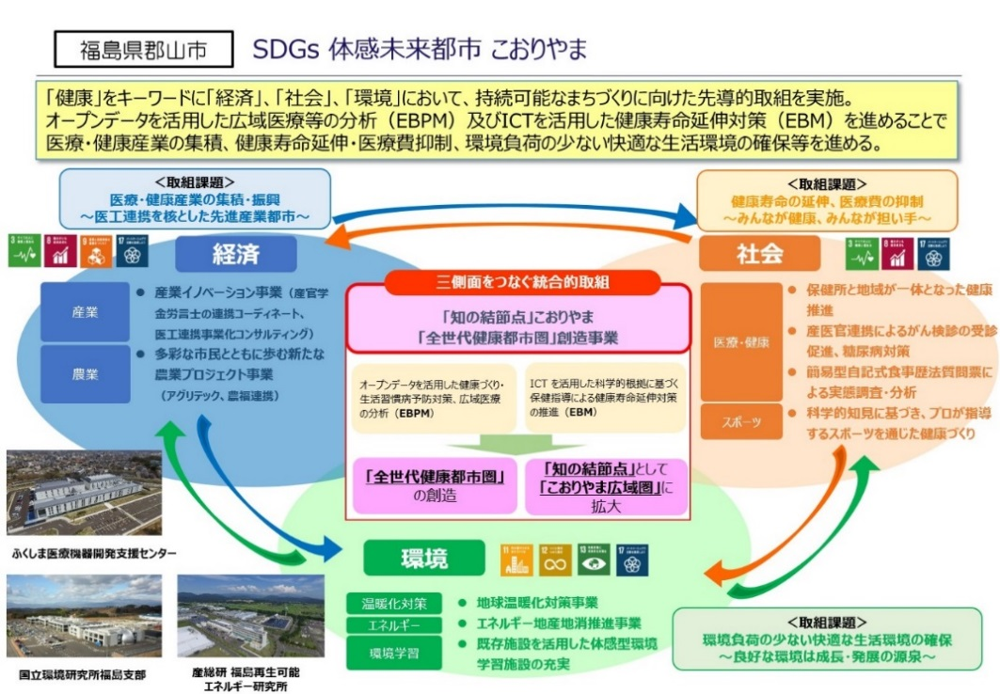 福島県郡山市
SDGs 体感未来都市 こおりやま
「健康」をキーワードに「経済」、「社会」、「環境」において、持続可能なまちづくりに向けた先導的取組を実施。
オープンデータを活用した広域医療等の分析（EBPM）及びICTを活用した健康寿命延伸対策（EBM）を進めることで
医療・健康産業の集積、健康寿命延伸・医療費抑制、環境負荷の少ない快適な生活環境の確保等を進める。
＜取組課題＞
医療・健康産業の集積・振興
～医工連携を核とした先進産業都市～
＜取組課題＞
健康寿命の延伸、医療費の抑制
～みんなが健康、みんなが担い手～
3
8
9
17
経済
産業
● 産業イノベーション事業（産官学
金労言士の連携コーディネート、
医工連携事業化コンサルティング）
農業
● 多彩な市民とともに歩む新たな
農業プロジェクト事業
（アグリテック、農福連携）
三側面をつなぐ統合的取組
「知の結節点」こおりやま
「全世代健康都市圏」創造事業
オープンデータを活用した健康づくり・
生活習慣病予防対策、広域医療
の分析（EBPM）
ICT を活用した科学的根拠に基づく
保健指導による健康寿命延伸対策
の推進（EBM）
「全世代健康都市圏」
の創造
「知の結節点」として
「こおりやま広域圏」に
拡大
社会
3
8
17
医療・健康
● 保健所と地域が一体となった健康
推進
● 産医官連携によるがん検診の受診
促進、糖尿病対策
● 簡易型自記式食事歴法質問票に
よる実態調査・分析
スポーツ
● 科学的知見に基づき、プロが指導
するスポーツを通じた健康づくり
環境
11
12
13
17
温暖化対策
● 地球温暖化対策事業
エネルギー
● エネルギー地産地消推進事業
環境学習
● 既存施設を活用した体感型環境
学習施設の充実
＜取組課題＞
環境負荷の少ない快適な生活環境の確保
～良好な環境は成長・発展の源泉～
ふくしま医療機器開発支援センター
国立環境研究所福島支部
産総研 福島再生可能
エネルギー研究所